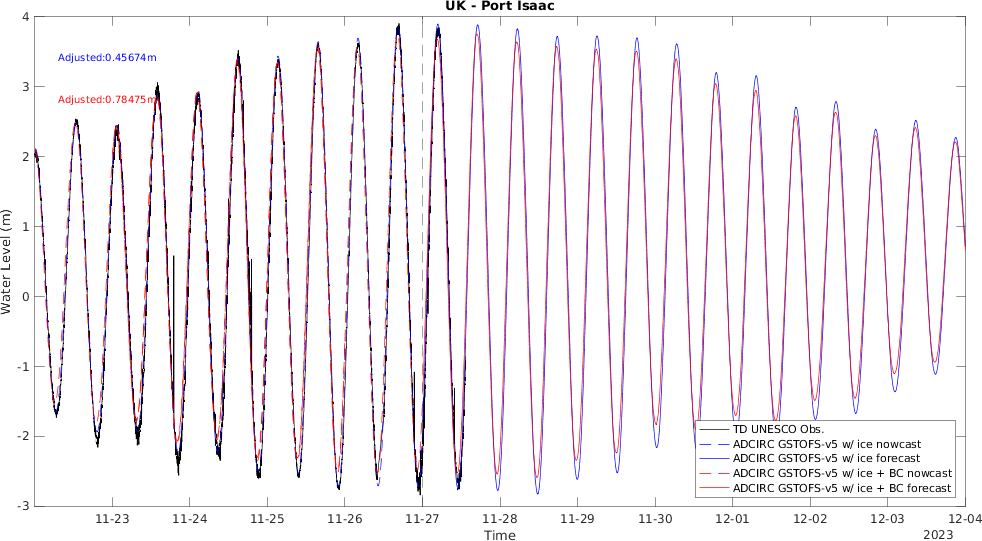 UK - Port Isaac
Adjusted:0.45674m
Adjusted:0.78475m
Water Level (m)
4
3
2
1
0
-1
-2
-3
11-23
11-24
11-25
11-26
11-27
11-28
11-29
11-30
12-01
12-02
12-03
12-04
Time
2023
TD UNESCO Obs.
ADCIRC GSTOFS-v5 w/ ice nowcast
ADCIRC GSTOFS-v5 w/ ice forecast
ADCIRC GSTOFS-v5 w/ ice + BC nowcast
ADCIRC GSTOFS-v5 w/ ice + BC forecast